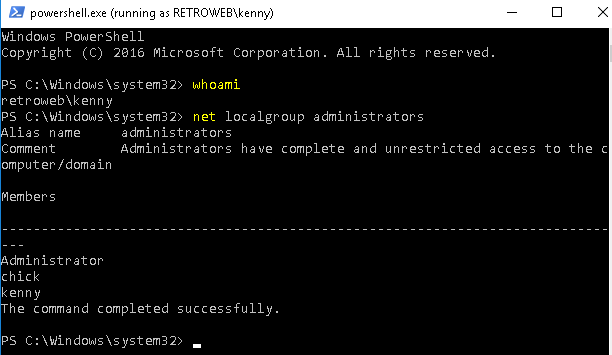 powershell.exe (running as RETROWEB\kenny)
Windows PowerShell
Copyright (C) 2016 Microsoft Corporation. All rights reserved.
PS C:\Windows\system32> whoami
retroweb\kenny
PS C:\Windows\system32> net localgroup administrators
Alias name     administrators
Comment        Administrators have complete and unrestricted access to the c
omputer/domain
Members
-------------------------------------------------------------------------------
---
Administrator
chick
kenny
The command completed successfully.
PS C:\Windows\system32>